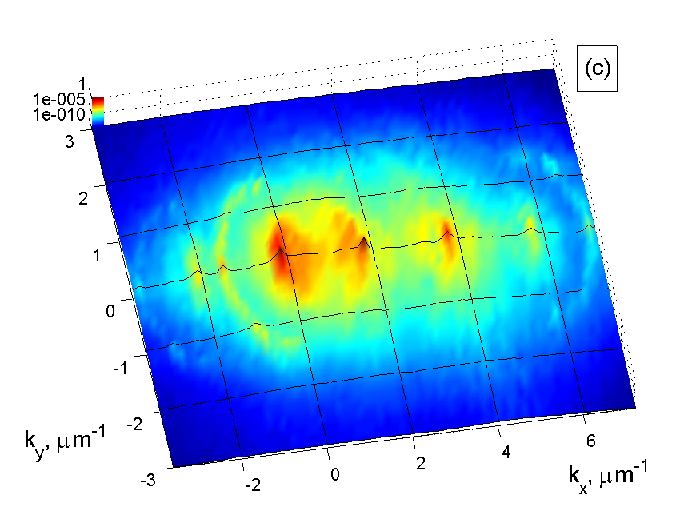 (c)
1
1e-005
1e-010
3
2
1
0
-1
-2
-3
k_y, μm^-1
-2
0
2
4
6
k_x, μm^-1